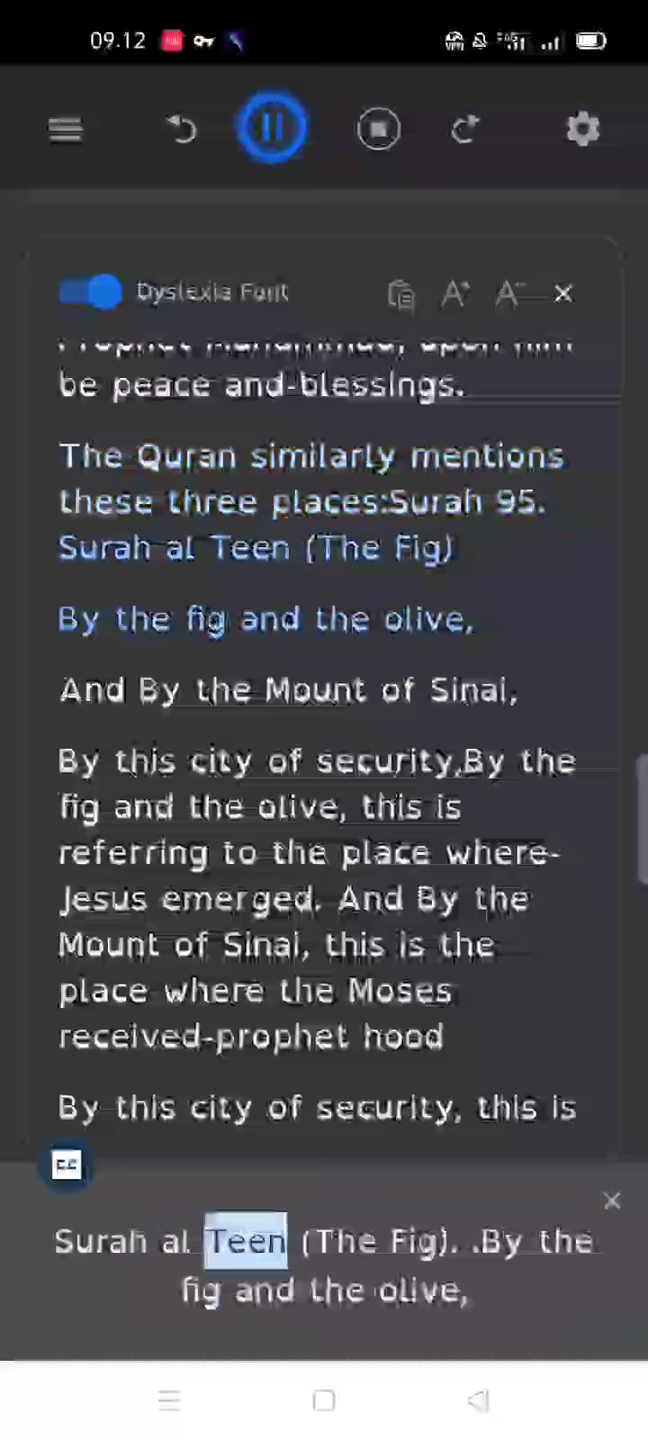 09.12
Dyslexia Font
be peace and-blessings.
The Quran similarly mentions
these three places:Surah 95.
Surah al Teen (The Fig)
By the fig and the olive,
And By the Mount of Sinai,
By this city of security,By the
fig and the olive, this is
referring to the place where-
Jesus emerged. And By the
Mount of Sinai, this is the
place where the Moses
received-prophet hood
By this city of security, this is
Surah al Teen (The Fig). .By the
fig and the olive,